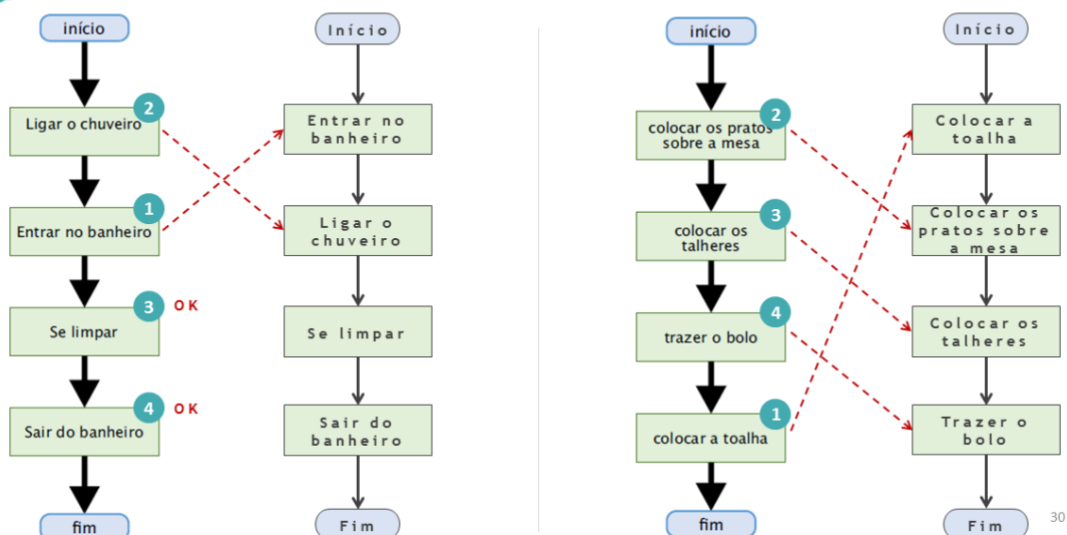 início
2
Ligar o chuveiro
1
Entrar no banheiro
3
OK
Se limpar
4
OK
Sair do banheiro
fim
Início
Entrar no
banheiro
Ligar o
chuveiro
Se limpar
Sair do
banheiro
Fim
início
2
colocar os pratos
sobre a mesa
3
colocar os
talheres
4
trazer o bolo
1
colocar a toalha
fim
Início
Colocar a
toalha
Colocar os
pratos sobre
a mesa
Colocar os
talheres
Trazer o
bolo
Fim
30